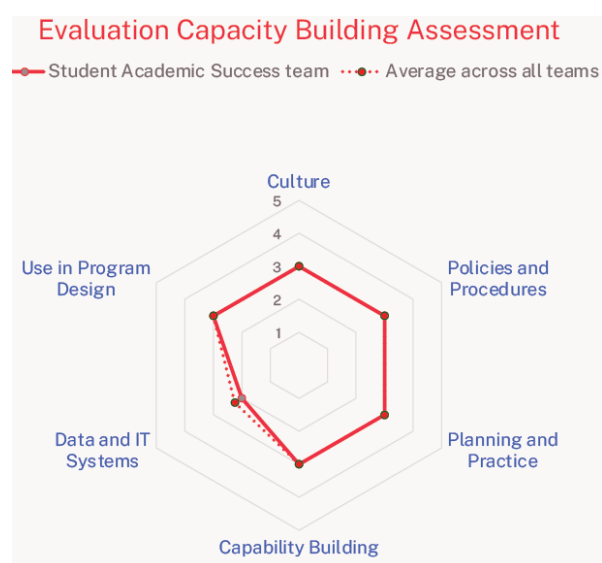 Evaluation Capacity Building Assessment
Student Academic Success team
Average across all teams
Culture
5
4
3
2
1
Use in Program
Design
Policies and
Procedures
Data and IT
Systems
Planning and
Practice
Capability Building